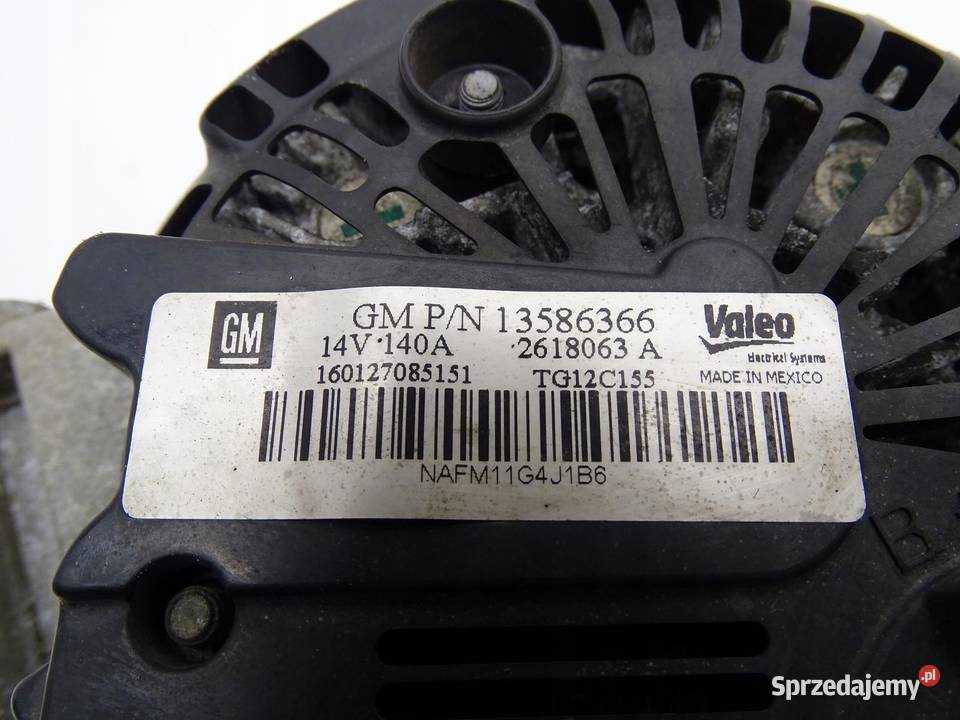 GM
GM P/N 13586366
Valeo
Electrical Systems
14V 140A
2618063 A
160127085151
TG12C155
MADE IN MEXICO
NAFM11G4J1B6
B
Sprzedajemy.pl